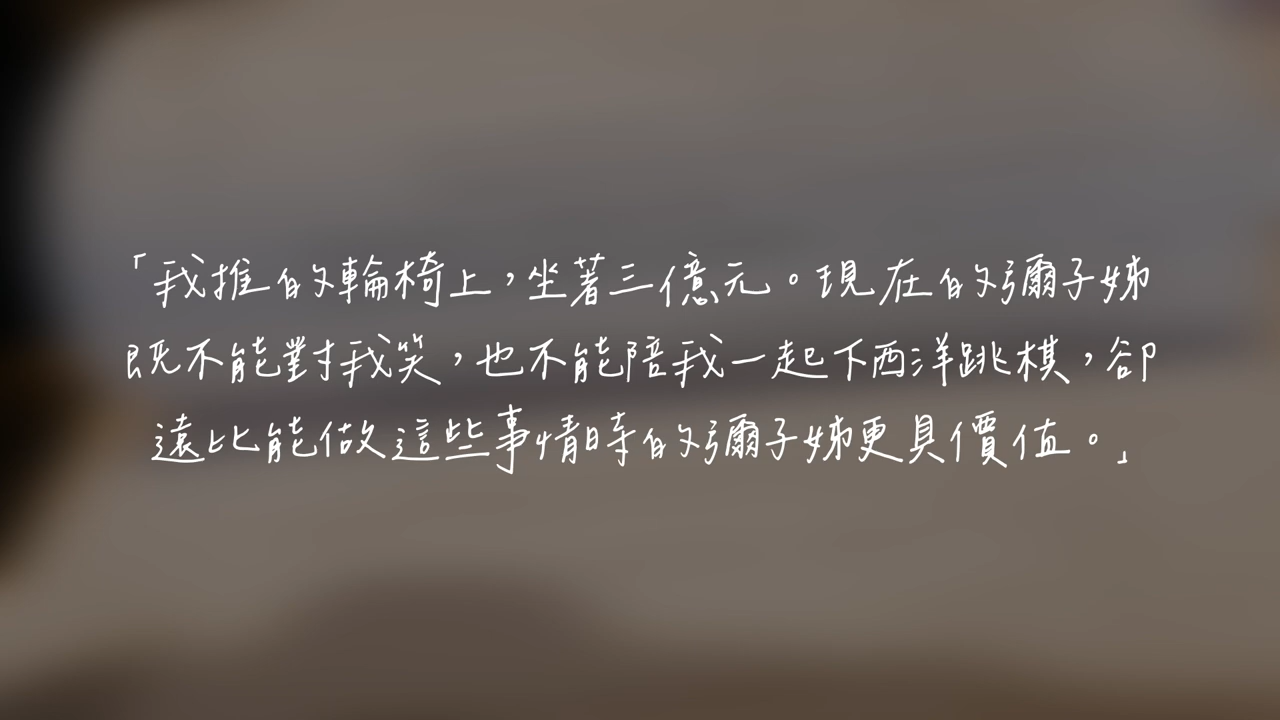 「我推的輪椅上，坐著三億元。現在的彌子姊
既不能對我笑，也不能陪我一起下西洋跳棋，卻
遠比能做這些事情時的彌子姊更具價值。」